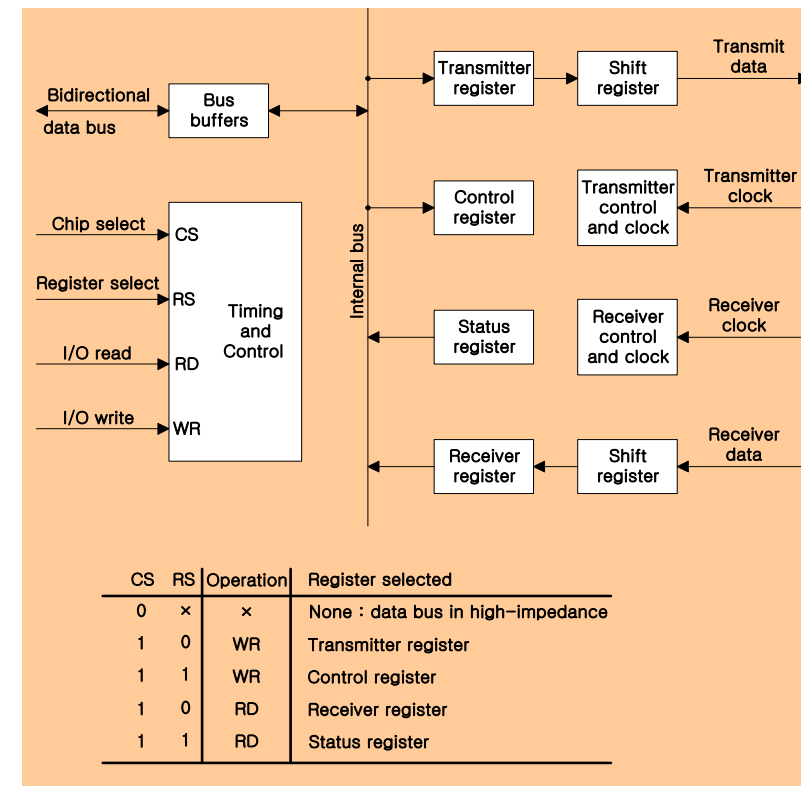 Bidirectional
data bus
Bus
buffers
Chip select
CS
Register select
RS
I/O read
RD
I/O write
WR
Timing
and
Control
Internal bus
Transmitter
register
Shift
register
Transmit
data
Control
register
Transmitter
control
and clock
Transmitter
clock
Status
register
Receiver
control
and clock
Receiver
clock
Receiver
register
Shift
register
Receiver
data
CS RS Operation Register selected
0 × × None : data bus in high-impedance
1 0 WR Transmitter register
1 1 WR Control register
1 0 RD Receiver register
1 1 RD Status register